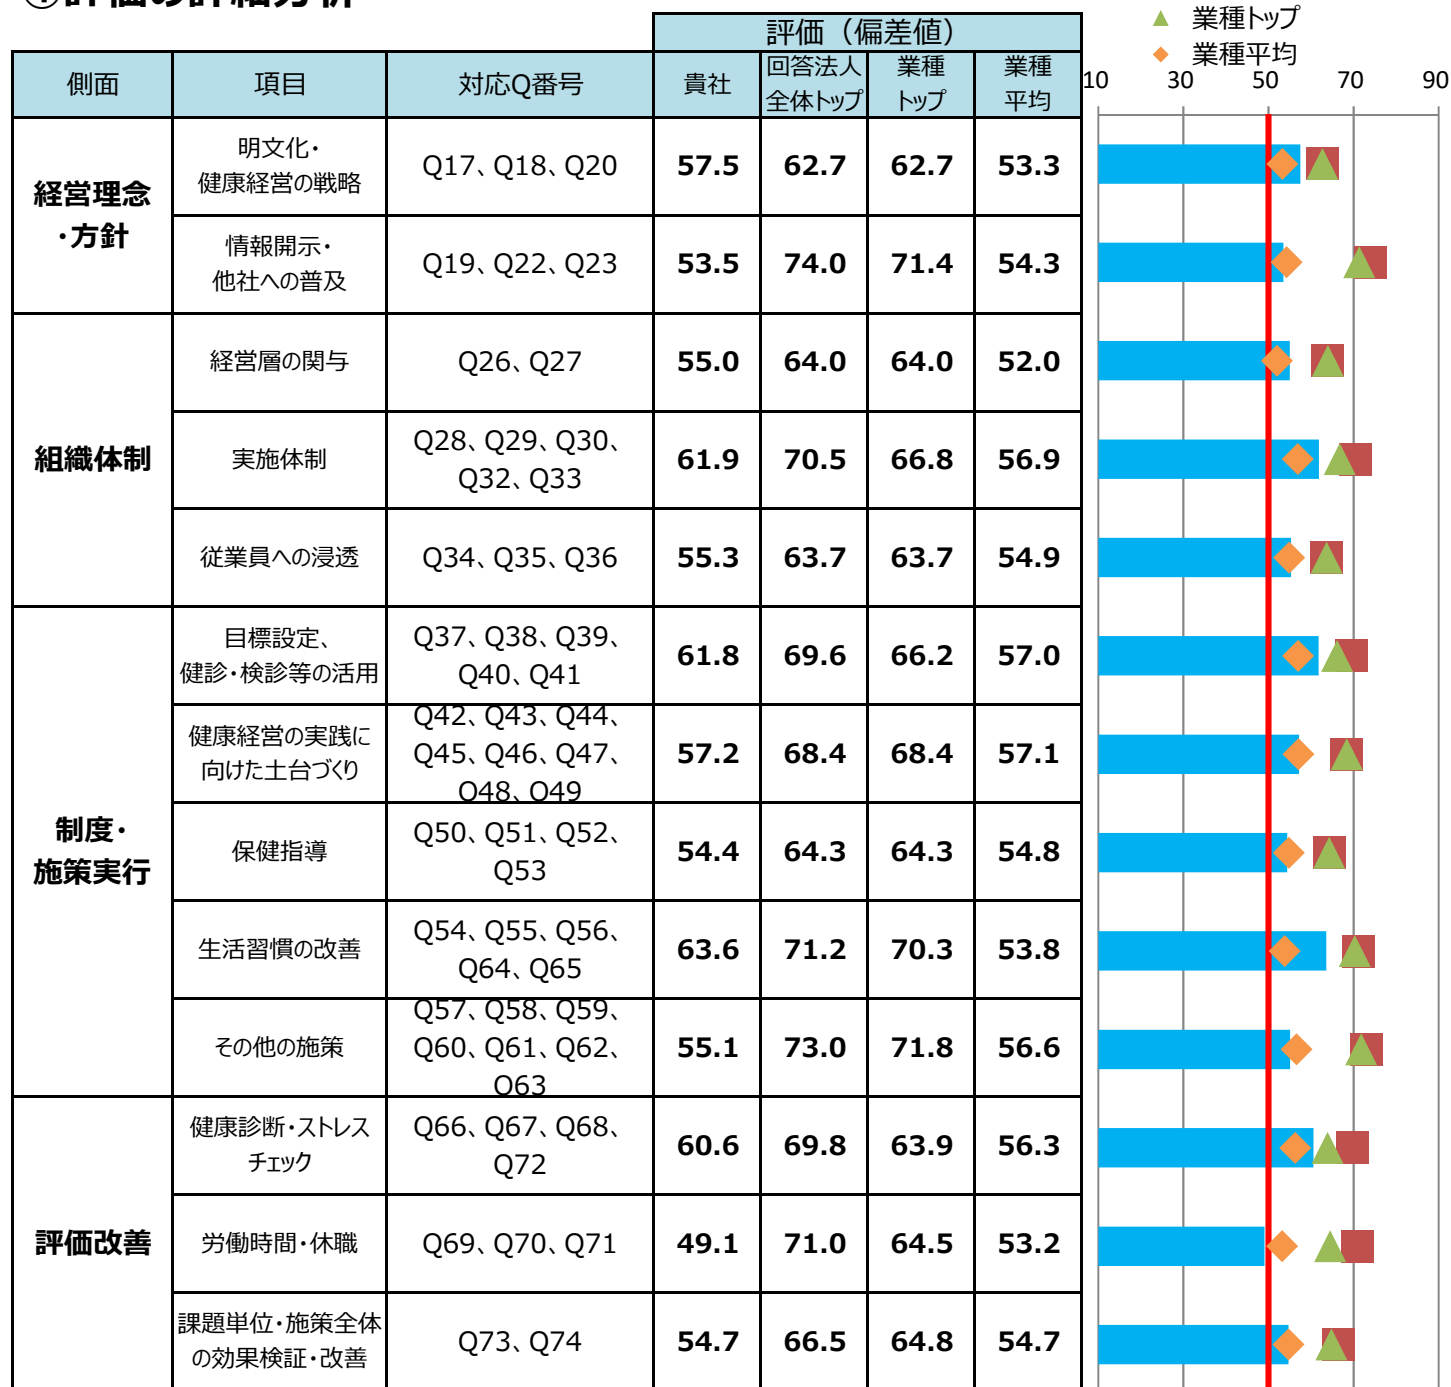 ④評価の詳細分析
業種トップ
業種平均
評価（偏差値）
側面 項目 対応Q番号 貴社 回答法人 全体トップ 業種 トップ 業種 平均
10 30 50 70 90
経営理念
・方針
明文化・
健康経営の戦略
Q17、Q18、Q20 57.5 62.7 62.7 53.3
情報開示・
他社への普及
Q19、Q22、Q23 53.5 74.0 71.4 54.3
組織体制
経営層の関与 Q26、Q27 55.0 64.0 64.0 52.0
実施体制
Q28、Q29、Q30、
Q32、Q33
61.9 70.5 66.8 56.9
従業員への浸透 Q34、Q35、Q36 55.3 63.7 63.7 54.9
制度・
施策実行
目標設定、
健診・検診等の活用
Q37、Q38、Q39、
Q40、Q41
61.8 69.6 66.2 57.0
健康経営の実践に
向けた土台づくり
Q42、Q43、Q44、
Q45、Q46、Q47、
Q48、Q49
57.2 68.4 68.4 57.1
保健指導
Q50、Q51、Q52、
Q53
54.4 64.3 64.3 54.8
生活習慣の改善
Q54、Q55、Q56、
Q64、Q65
63.6 71.2 70.3 53.8
その他の施策
Q57、Q58、Q59、
Q60、Q61、Q62、
Q63
55.1 73.0 71.8 56.6
評価改善
健康診断・ストレス
チェック
Q66、Q67、Q68、
Q72
60.6 69.8 63.9 56.3
労働時間・休職 Q69、Q70、Q71 49.1 71.0 64.5 53.2
課題単位・施策全体
の効果検証・改善
Q73、Q74 54.7 66.5 64.8 54.7